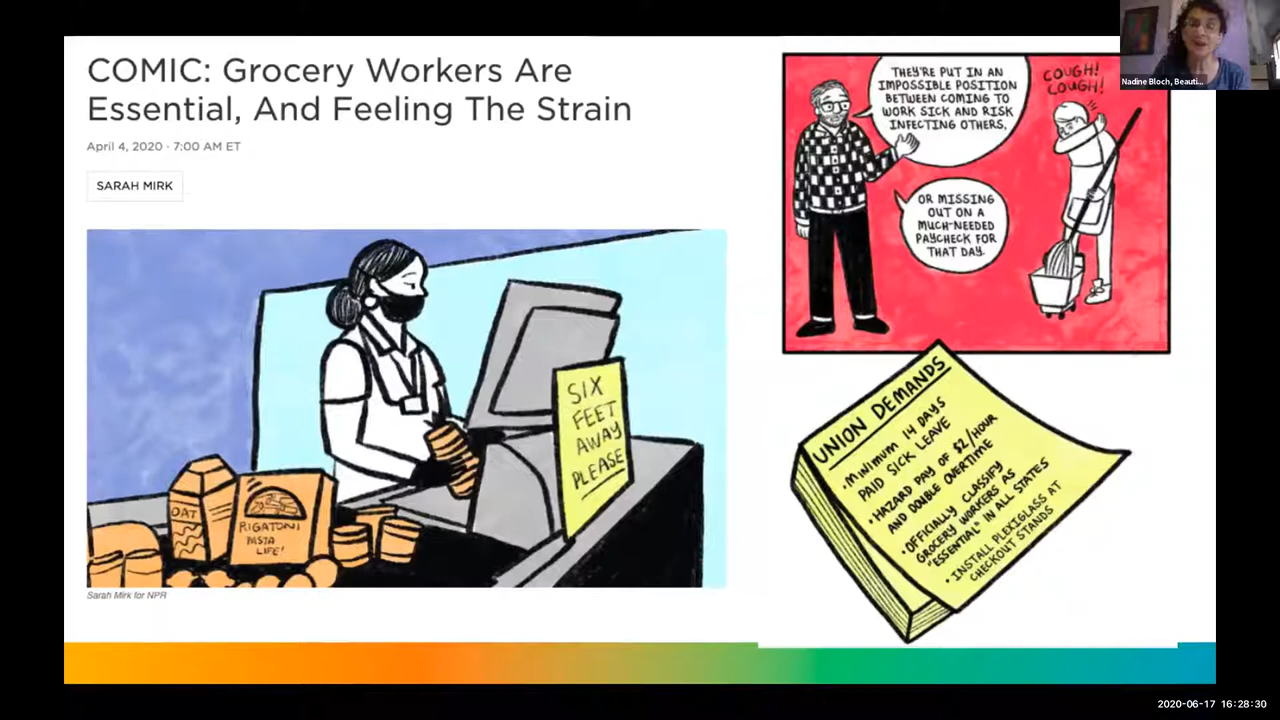 COMIC: Grocery Workers Are
Essential, And Feeling The Strain
April 4, 2020 · 7:00 AM ET
SARAH MIRK
OAT
RIGATONI
PASTA
LIFE!
SIX
FEET
AWAY
PLEASE
Sarah Mirk for NPR
THEY'RE PUT IN AN
IMPOSSIBLE POSITION
BETWEEN COMING TO
WORK SICK AND RISK
INFECTING OTHERS,
COUGH!
COUGH!
OR MISSING
OUT ON A
MUCH-NEEDED
PAYCHECK FOR
THAT DAY.
UNION DEMANDS
• MINIMUM 14 DAYS
PAID SICK LEAVE
• HAZARD PAY OF $2/HOUR
AND DOUBLE OVERTIME
• OFFICIALLY CLASSIFY
GROCERY WORKERS AS
"ESSENTIAL" IN ALL STATES
• INSTALL PLEXIGLASS AT
CHECKOUT STANDS
Nadine Bloch, Beauti...
2020-06-17 16:28:30